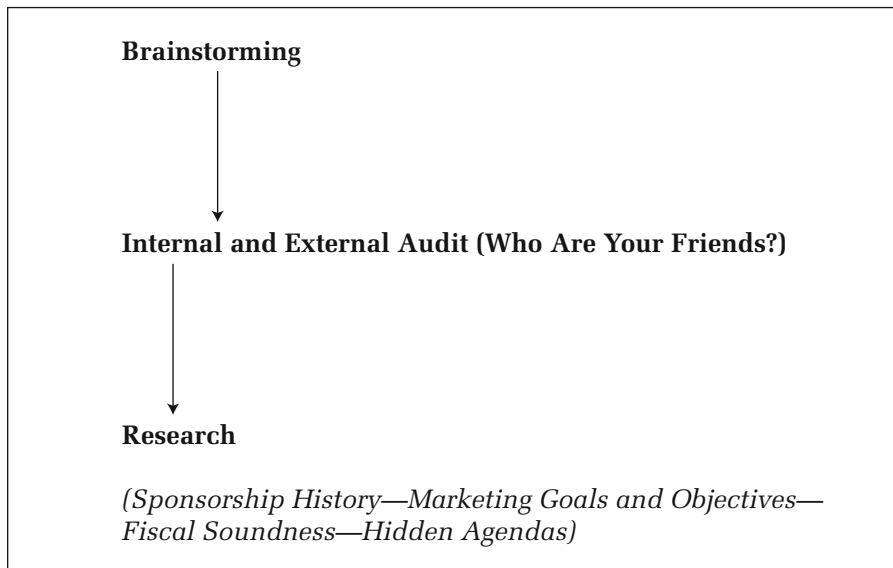 Brainstorming
Internal and External Audit (Who Are Your Friends?)
Research
(Sponsorship History—Marketing Goals and Objectives—
Fiscal Soundness—Hidden Agendas)